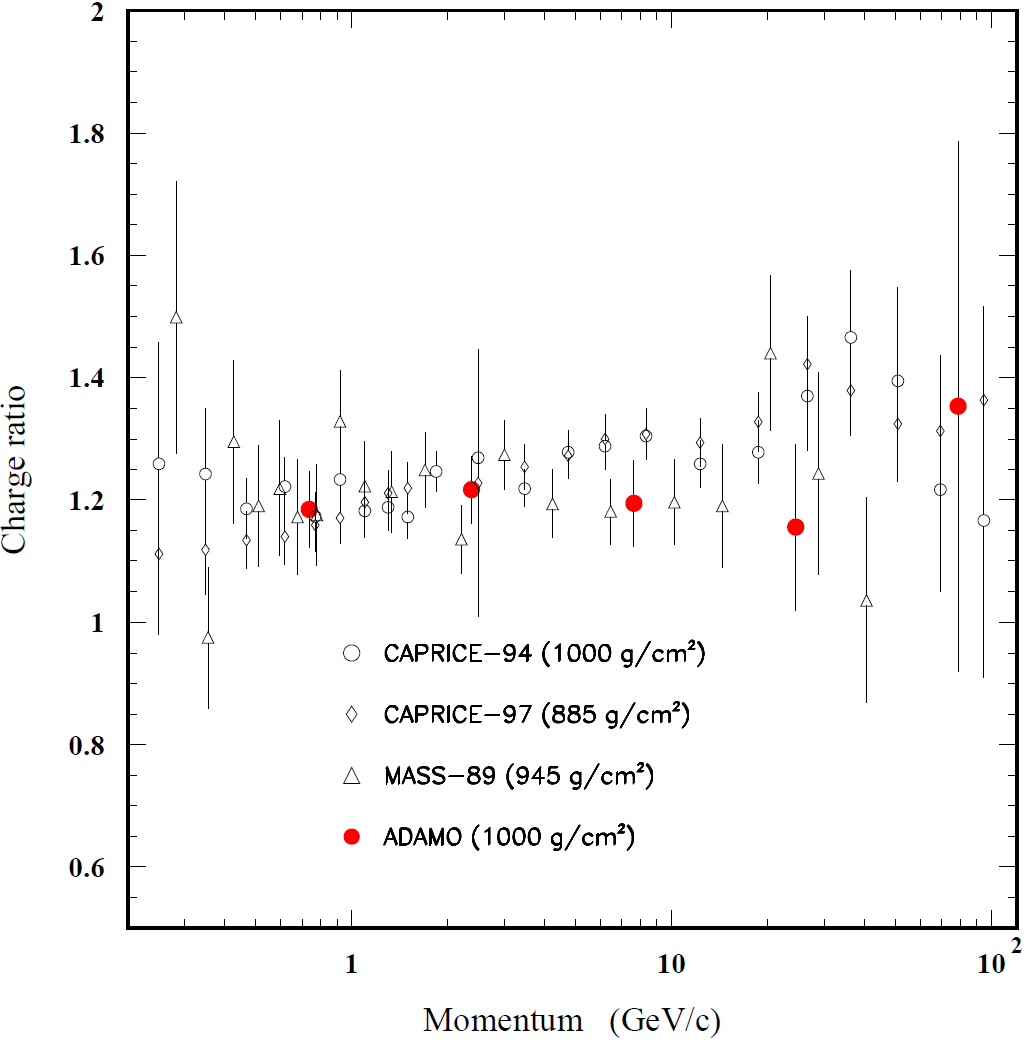 2
1.8
1.6
1.4
1.2
1
0.8
0.6
Charge ratio
CAPRICE-94 (1000 g/cm²)
CAPRICE-97 (885 g/cm²)
MASS-89 (945 g/cm²)
ADAMO (1000 g/cm²)
1 10 10²
Momentum (GeV/c)